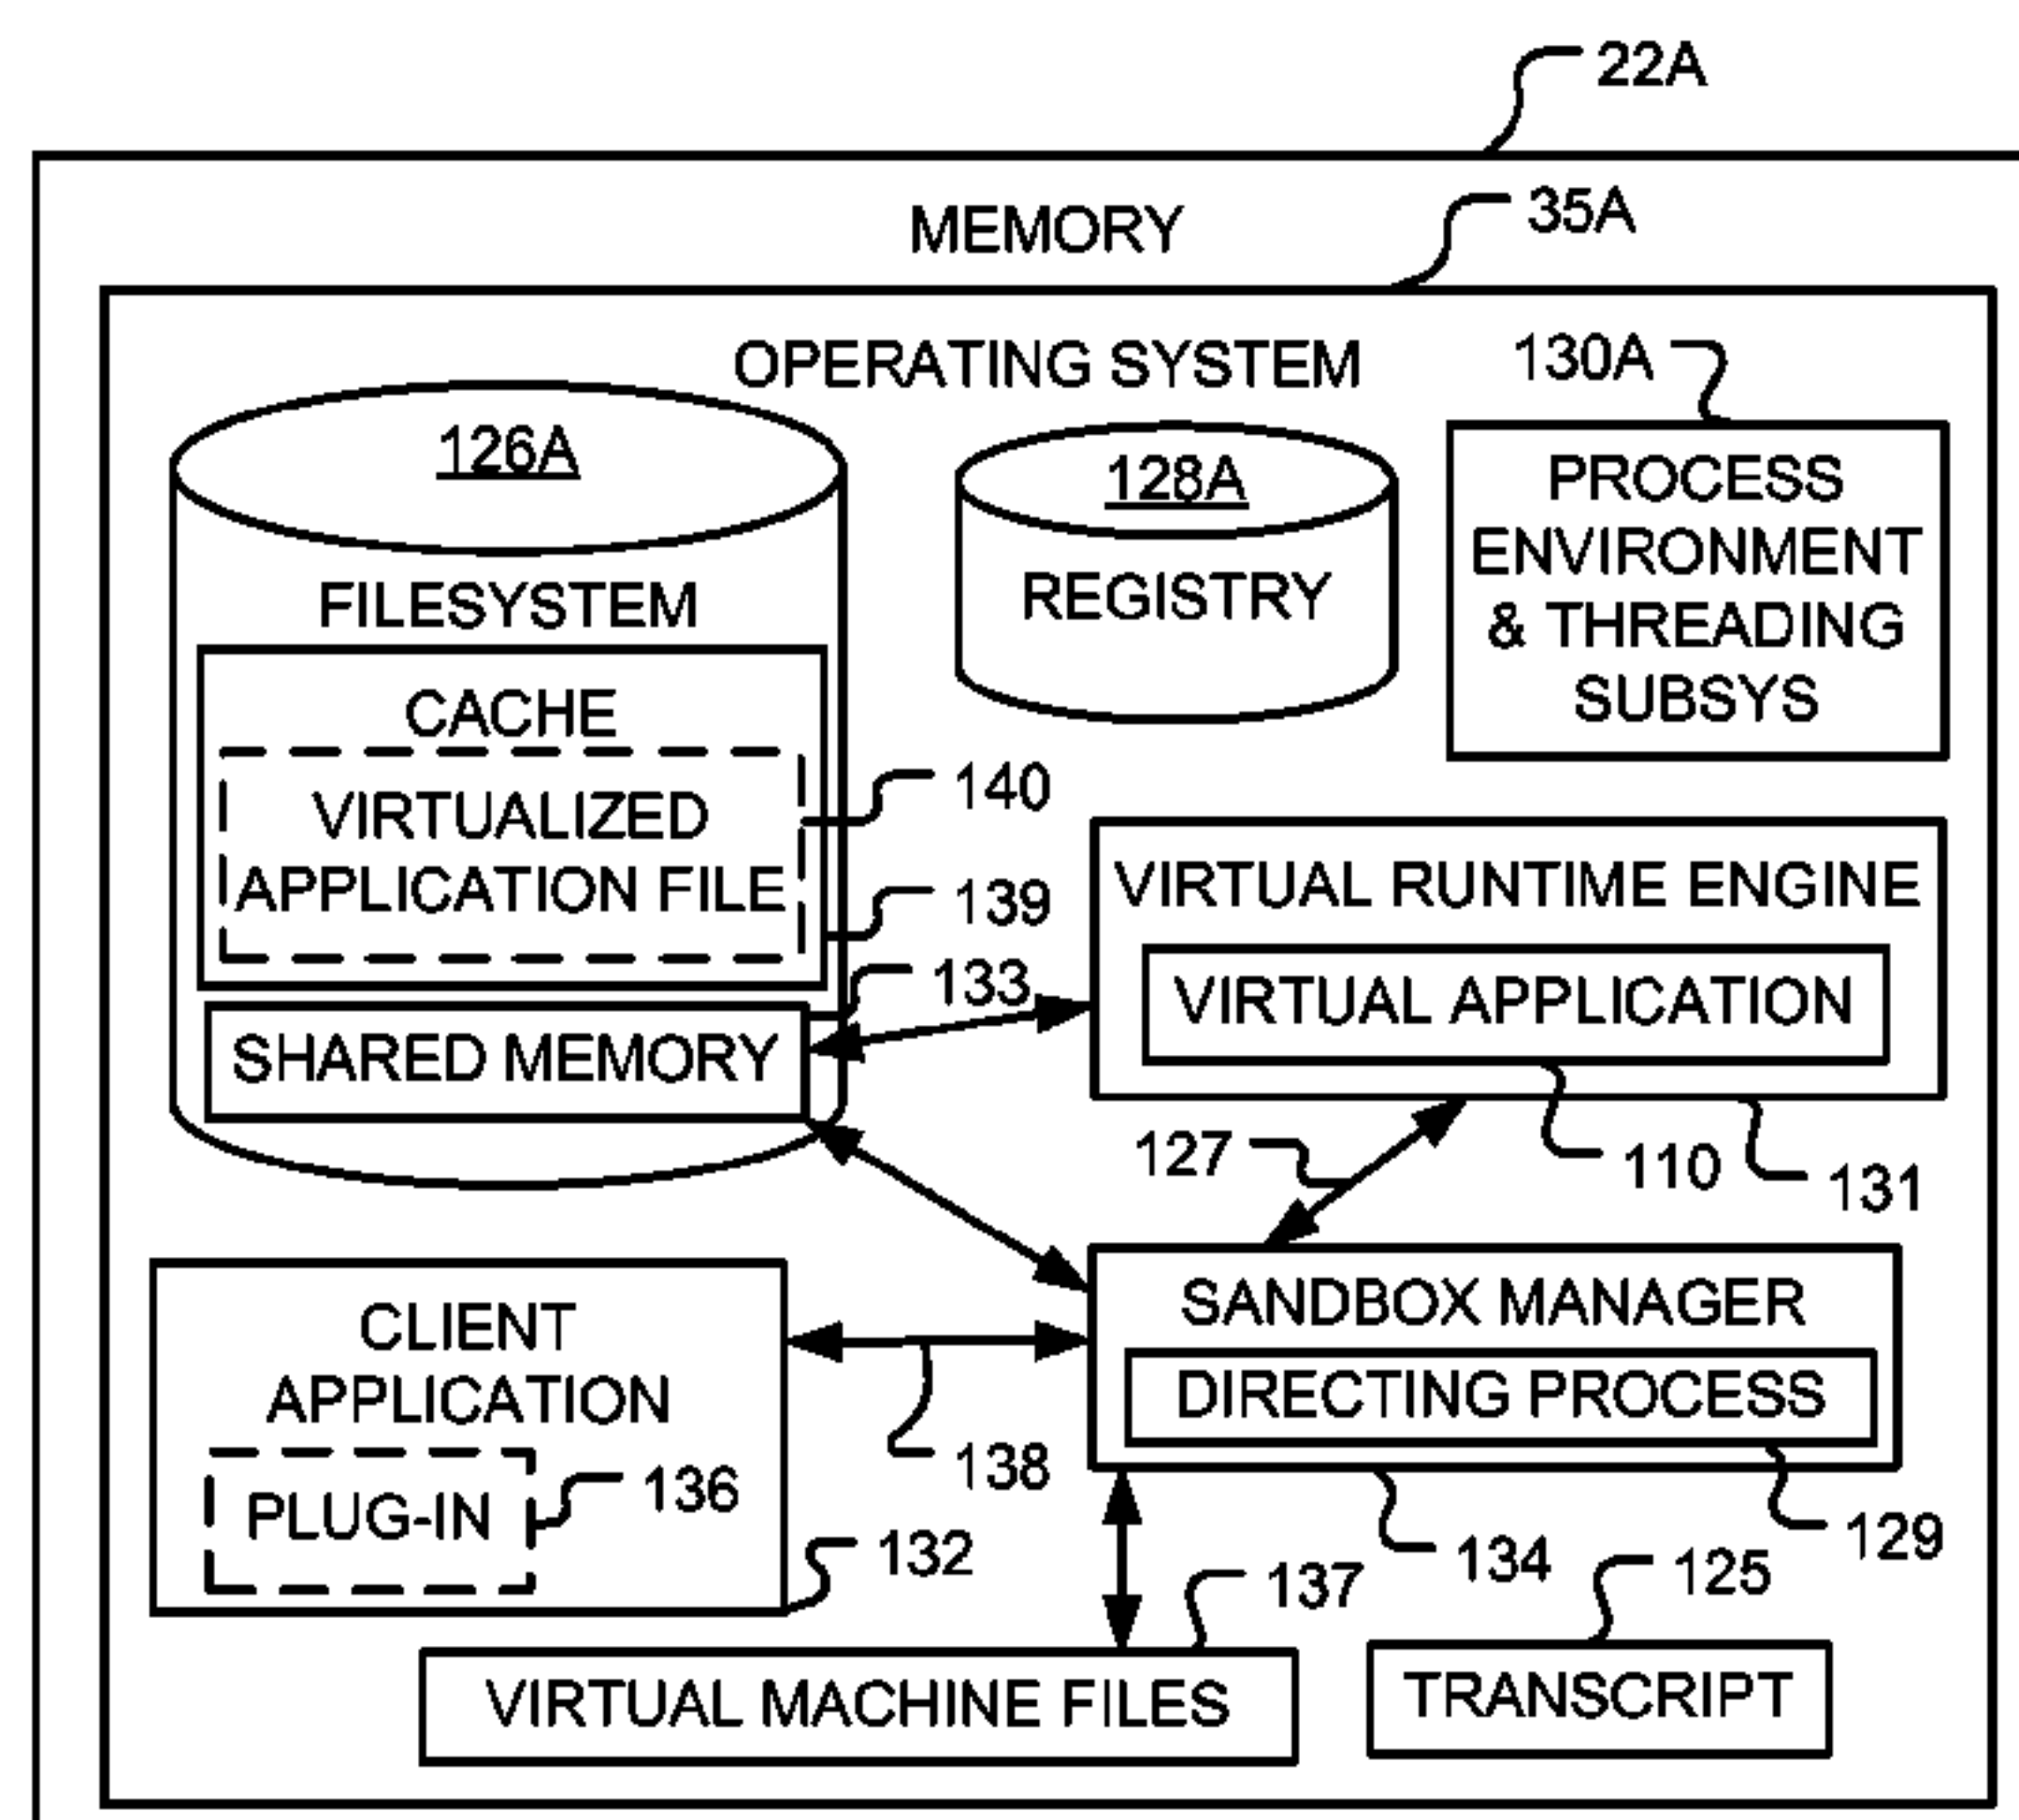 22A
MEMORY
35A
OPERATING SYSTEM
130A
126A
128A
PROCESS
ENVIRONMENT
& THREADING
SUBSYS
FILESYSTEM
REGISTRY
CACHE
VIRTUALIZED
APPLICATION FILE
140
139
133
SHARED MEMORY
VIRTUAL RUNTIME ENGINE
VIRTUAL APPLICATION
127
110
131
SANDBOX MANAGER
DIRECTING PROCESS
CLIENT
APPLICATION
PLUG-IN
136
138
132
134
129
137
125
VIRTUAL MACHINE FILES
TRANSCRIPT